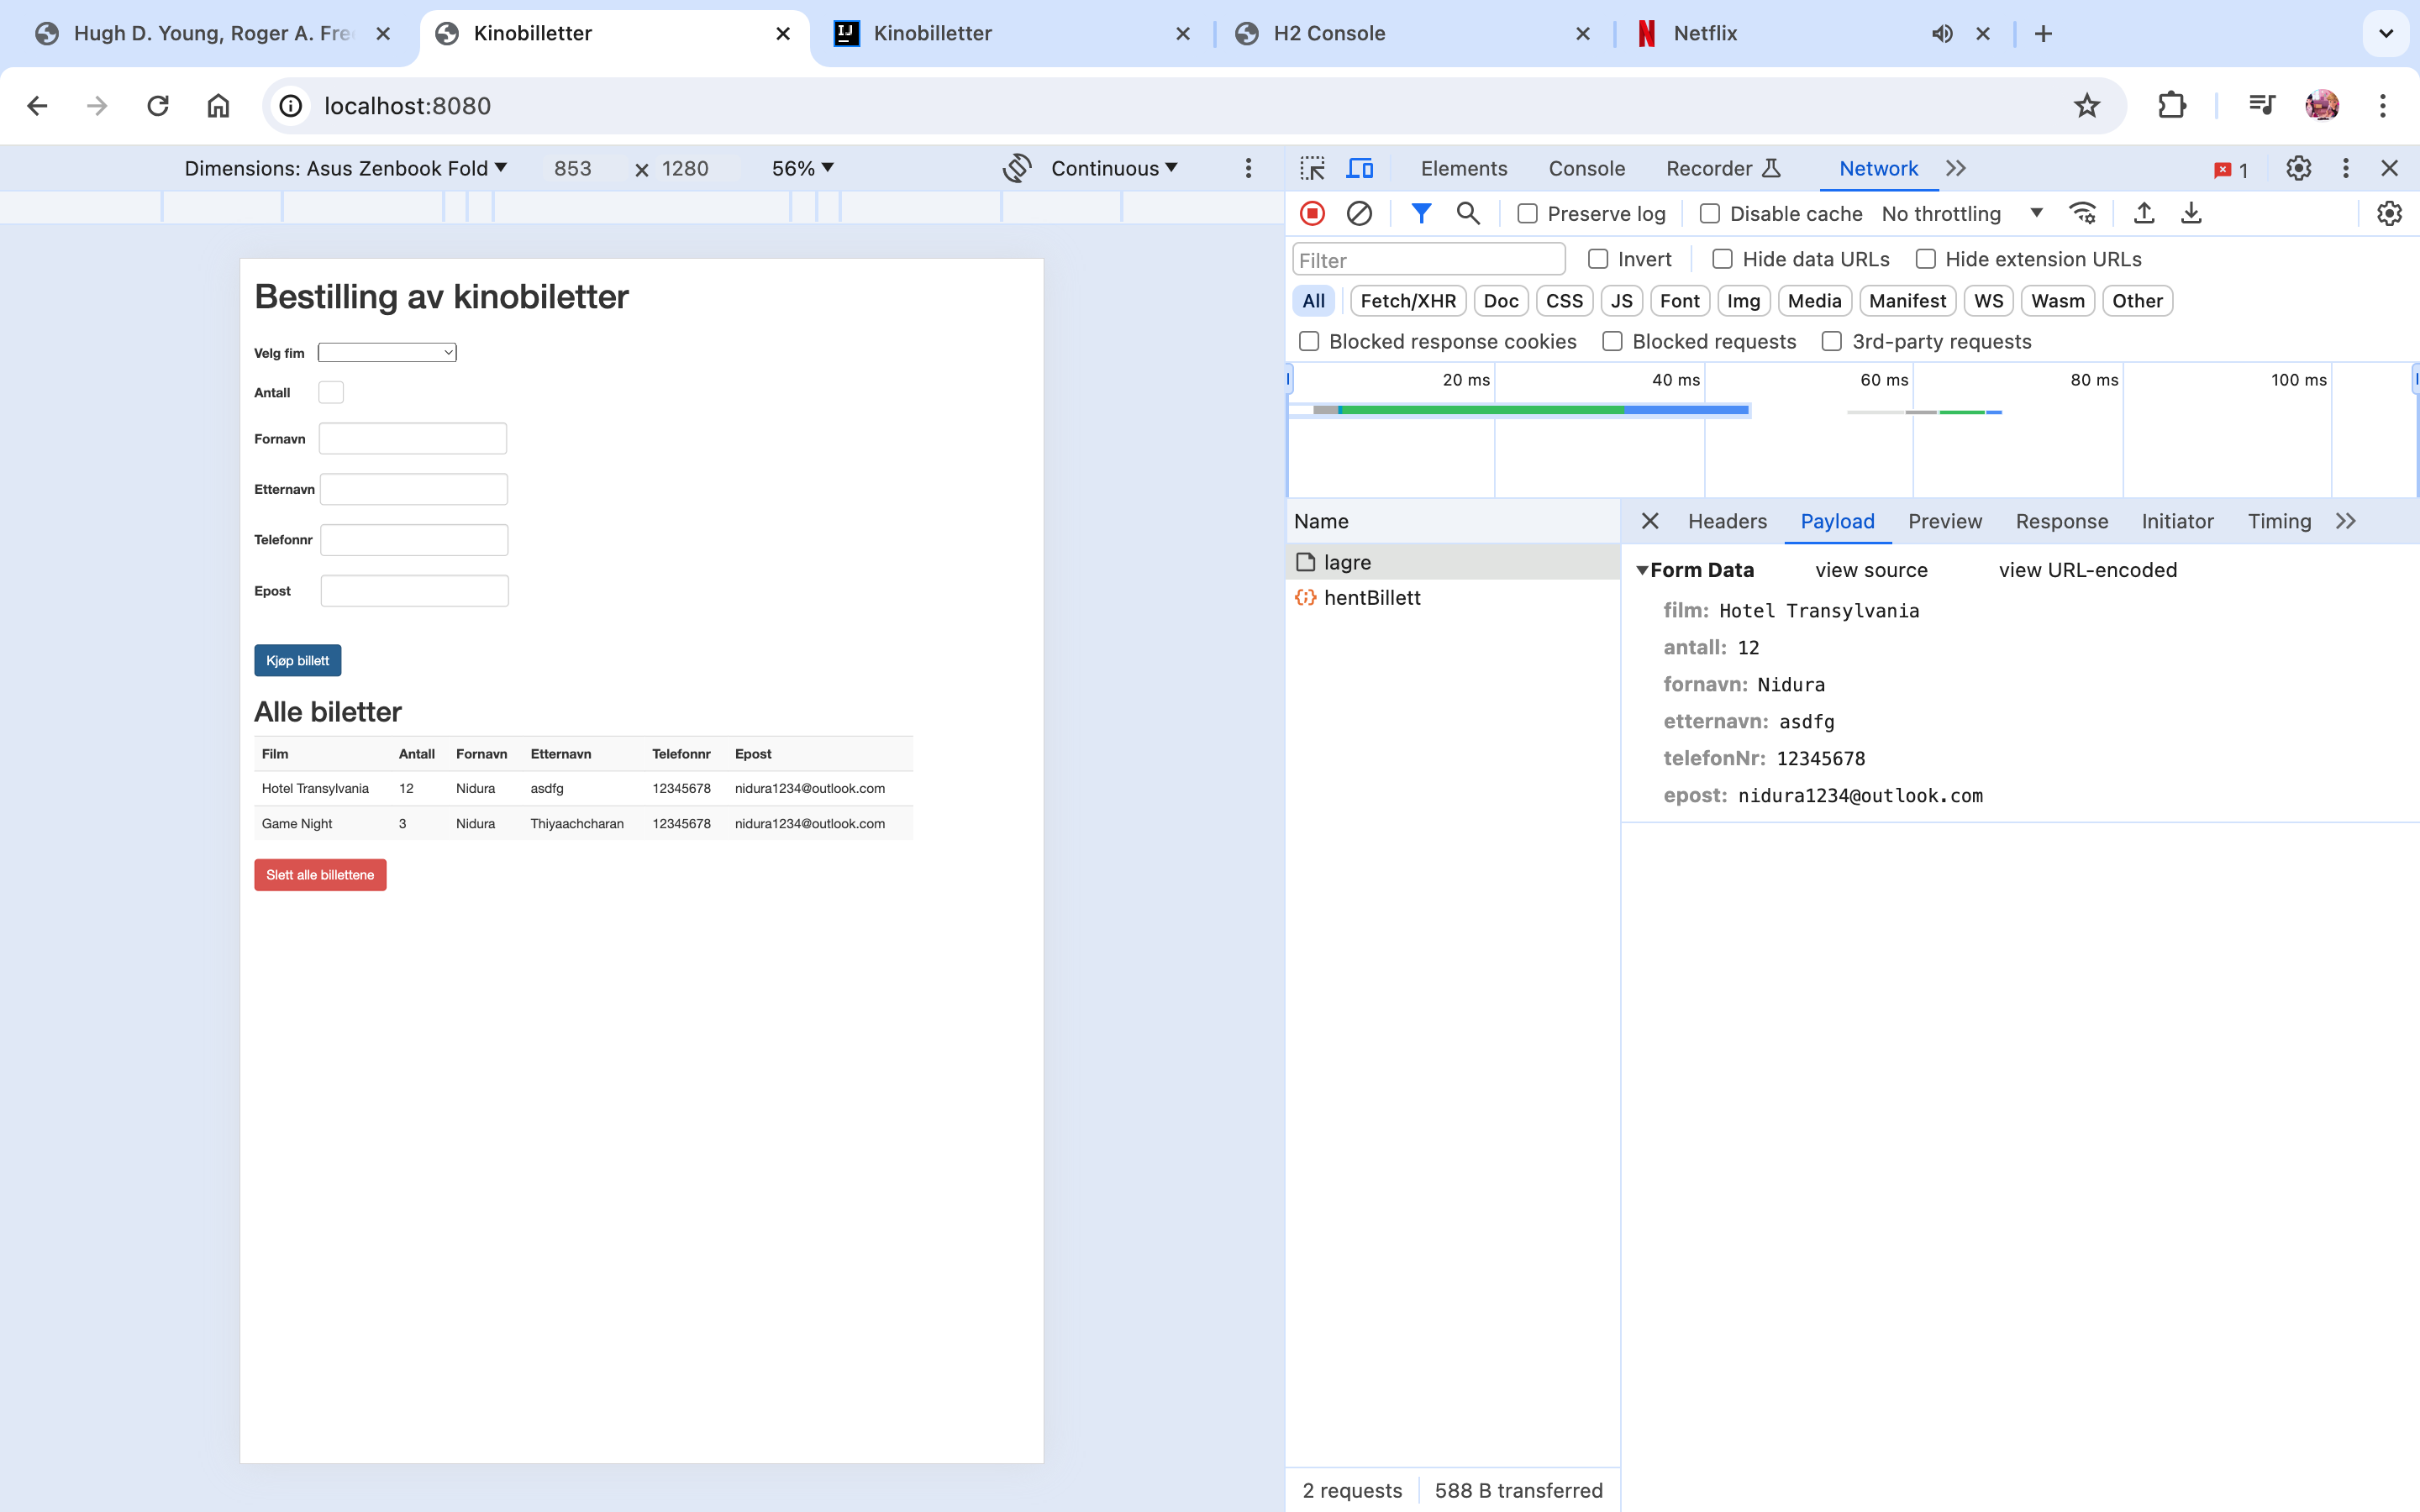 Hugh D. Young, Roger A. Fre
Kinobilletter
Kinobilletter
H2 Console
Netflix
localhost:8080
Dimensions: Asus Zenbook Fold
853 x 1280
56%
Continuous
Elements
Console
Recorder
Network
1
Preserve log
Disable cache
No throttling
Filter
Invert
Hide data URLs
Hide extension URLs
All
Fetch/XHR
Doc
CSS
JS
Font
Img
Media
Manifest
WS
Wasm
Other
Blocked response cookies
Blocked requests
3rd-party requests
20 ms
40 ms
60 ms
80 ms
100 ms
Bestilling av kinobiletter
Velg fim
Antall
Fornavn
Etternavn
Telefonnr
Epost
Kjøp billett
Alle biletter
Film Antall Fornavn Etternavn Telefonnr Epost
Hotel Transylvania 12 Nidura asdfg 12345678 nidura1234@outlook.com
Game Night 3 Nidura Thiyaachcharan 12345678 nidura1234@outlook.com
Slett alle billettene
Name
lagre
hentBillett
Headers
Payload
Preview
Response
Initiator
Timing
Form Data
view source
view URL-encoded
film: Hotel Transylvania
antall: 12
fornavn: Nidura
etternavn: asdfg
telefonNr: 12345678
epost: nidura1234@outlook.com
2 requests
588 B transferred